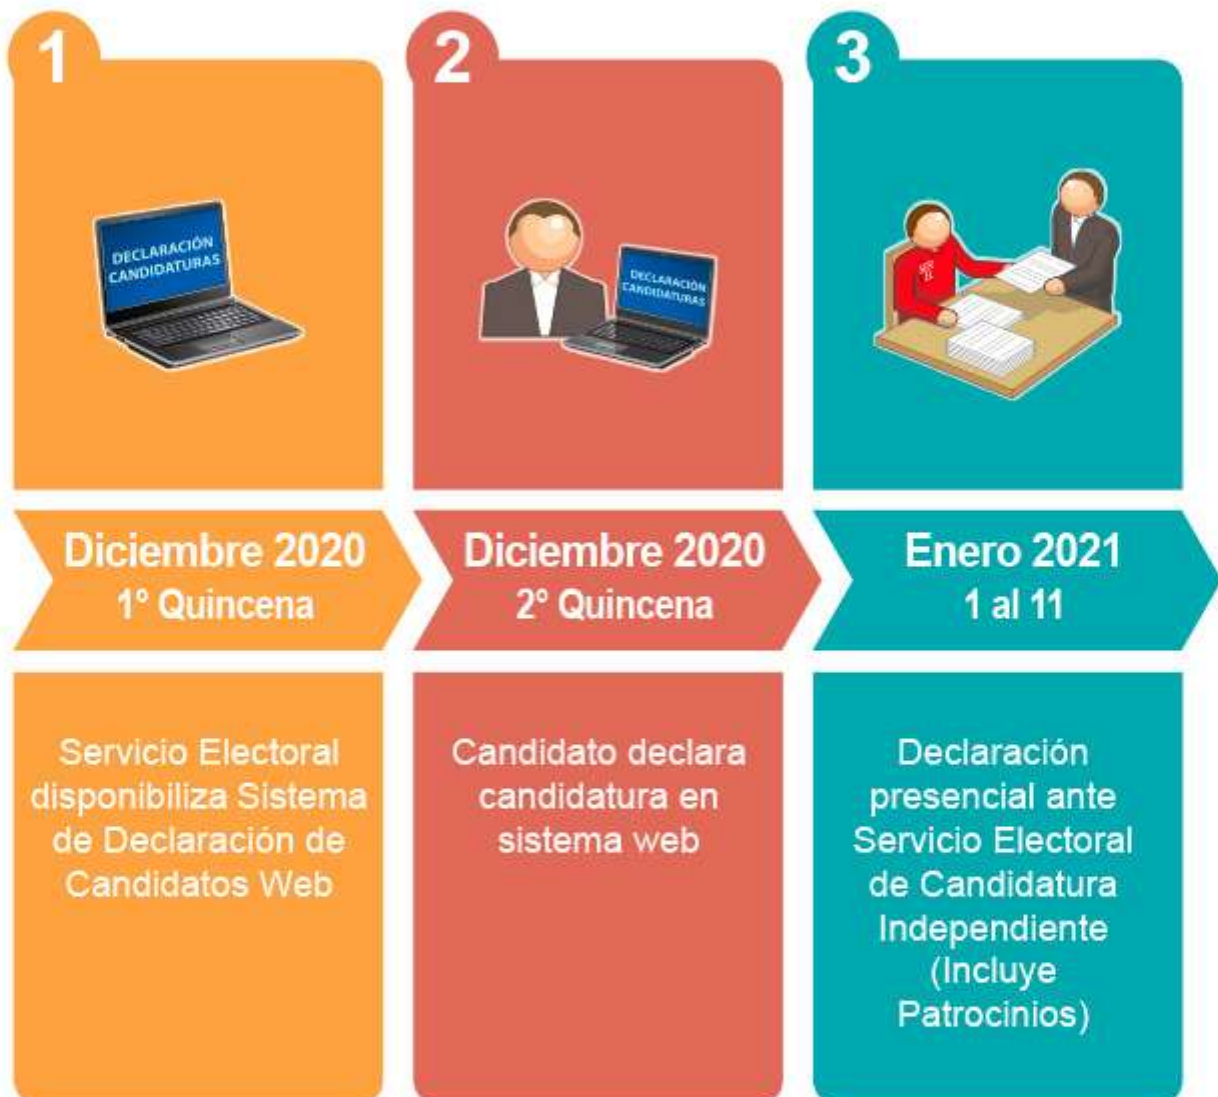 1
DECLARACIÓN
CANDIDATURAS
Diciembre 2020
1º Quincena
Servicio Electoral
disponibiliza Sistema
de Declaración de
Candidatos Web
2
DECLARACIÓN
CANDIDATURAS
Diciembre 2020
2º Quincena
Candidato declara
candidatura en
sistema web
3
Enero 2021
1 al 11
Declaración
presencial ante
Servicio Electoral
de Candidatura
Independiente
(Incluye
Patrocinios)